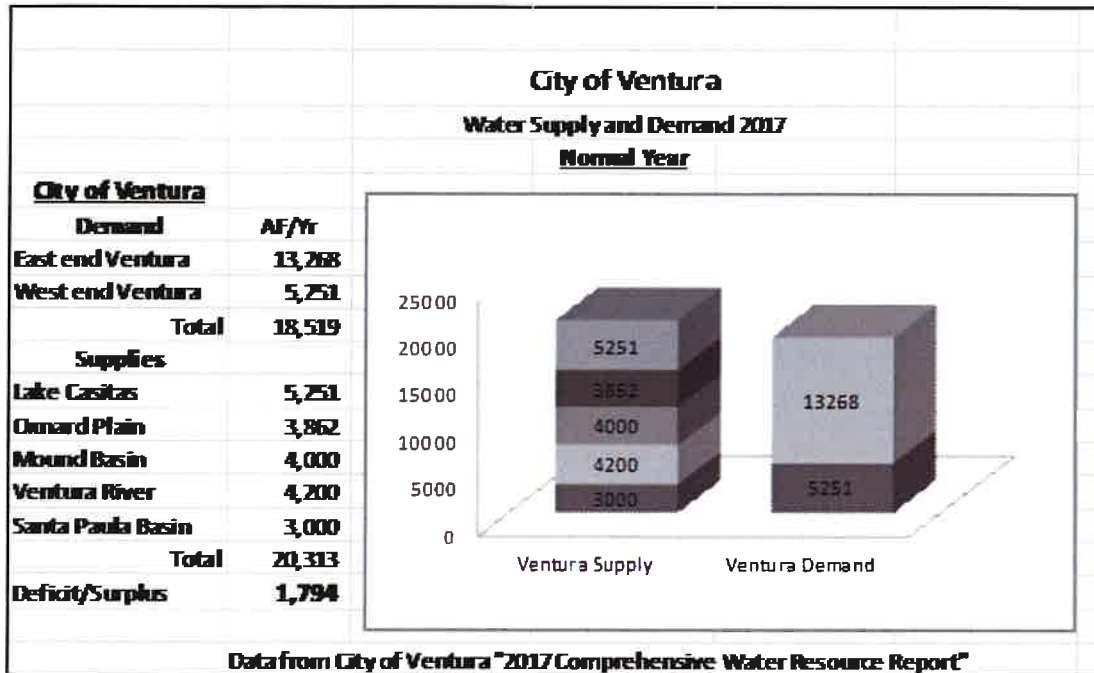 City of Ventura
Water Supply and Demand 2017
Normal Year
City of Ventura
Demand AF/Yr
East end Ventura 13,268
West end Ventura 5,251
Total 18,519
Supplies
Lake Casitas 5,251
Oxnard Plain 3,862
Mound Basin 4,000
Ventura River 4,200
Santa Paula Basin 3,000
Total 20,313
Deficit/Surplus 1,794
25000
20000
15000
10000
5000
0
5251
3862
4000
4200
3000
13268
5251
Ventura Supply Ventura Demand
Data from City of Ventura "2017 Comprehensive Water Resource Report"